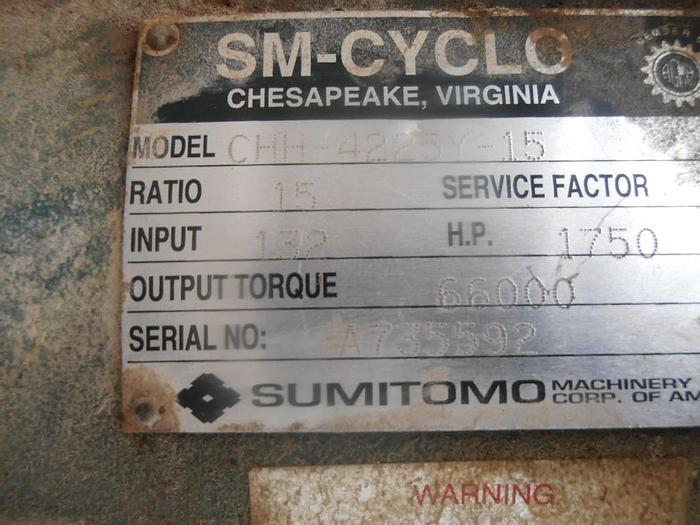 SM-CYCLO
CHESAPEAKE, VIRGINIA
MODEL CHH-4225Y-15
RATIO 15 SERVICE FACTOR
INPUT 132 H.P. 1750
OUTPUT TORQUE 66000
SERIAL NO: A735592
SUMITOMO MACHINERY
CORP. OF AM
WARNING